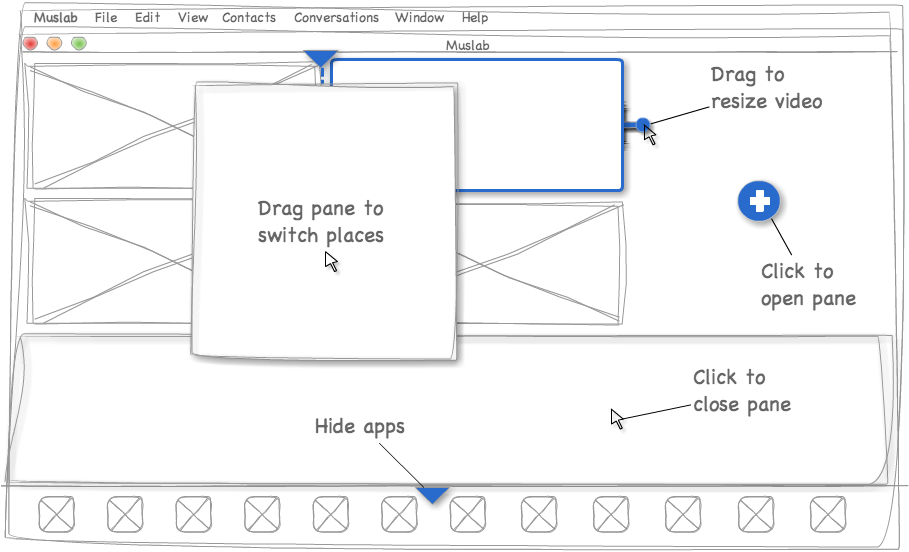 Muslab File Edit View Contacts Conversations Window Help
Muslab
Drag to
resize video
Drag pane to
switch places
Click to
open pane
Click to
close pane
Hide apps